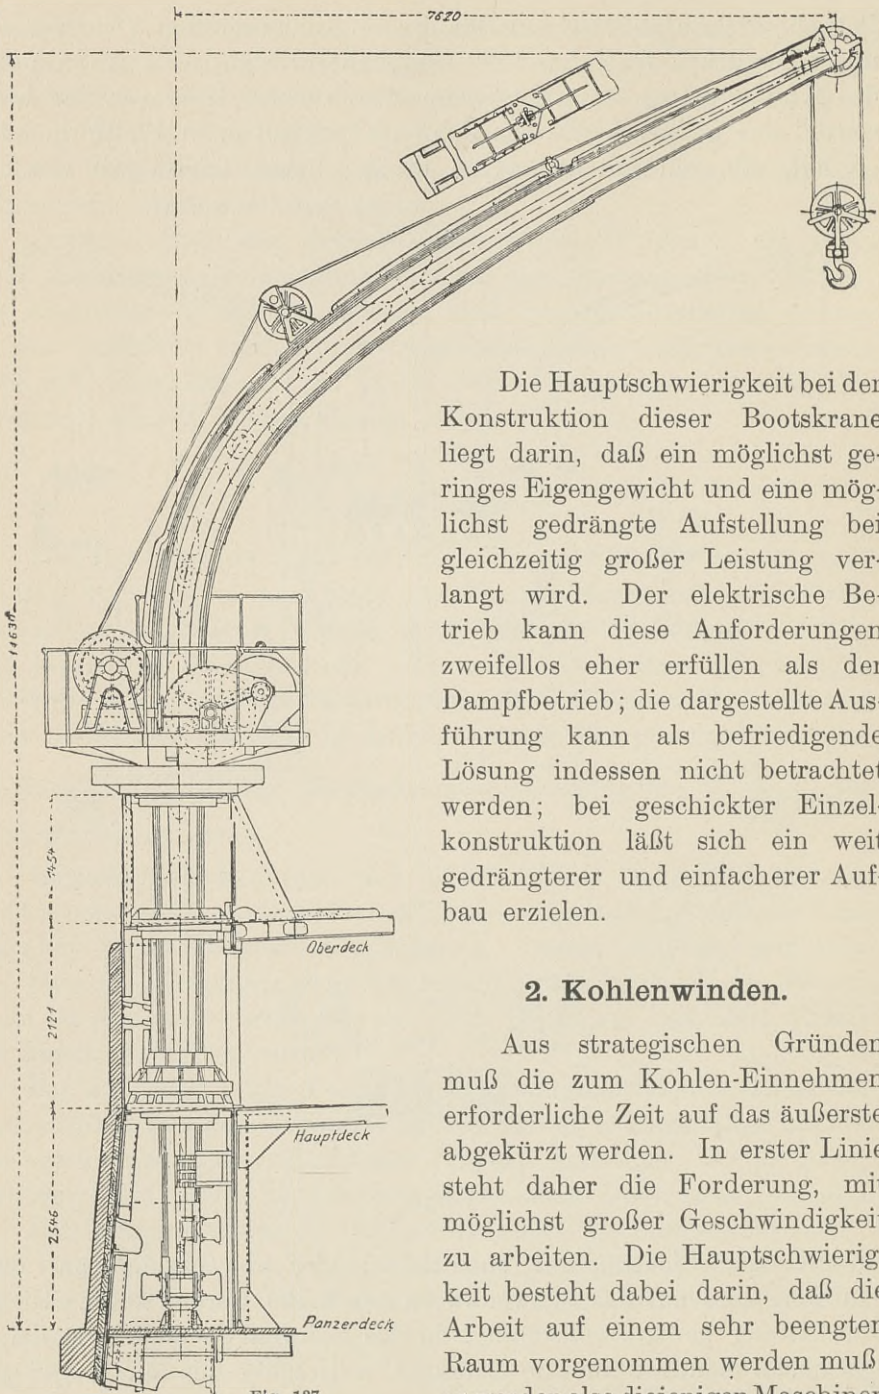 7620
1454
Oberdeck
2121
Hauptdeck
2546
Panzerdeck
Fig.
Die Hauptschwierigkeit bei der
Konstruktion dieser Bootskrane
liegt darin, daß ein möglichst ge-
ringes Eigengewicht und eine mög-
lichst gedrängte Aufstellung bei
gleichzeitig großer Leistung ver-
langt wird. Der elektrische Be-
trieb kann diese Anforderungen
zweifellos eher erfüllen als der
Dampfbetrieb; die dargestellte Aus-
führung kann als befriedigende
Lösung indessen nicht betrachtet
werden; bei geschickter Einzel-
konstruktion läßt sich ein weit
gedrängterer und einfacherer Auf-
bau erzielen.
2. Kohlenwinden.
Aus strategischen Gründen
muß die zum Kohlen-Einnehmen
erforderliche Zeit auf das äußerste
abgekürzt werden. In erster Linie
steht daher die Forderung, mit
möglichst großer Geschwindigkeit
zu arbeiten. Die Hauptschwierig-
keit besteht dabei darin, daß die
Arbeit auf einem sehr beengten
Raum vorgenommen werden muß,
also diejenigen Maschinen